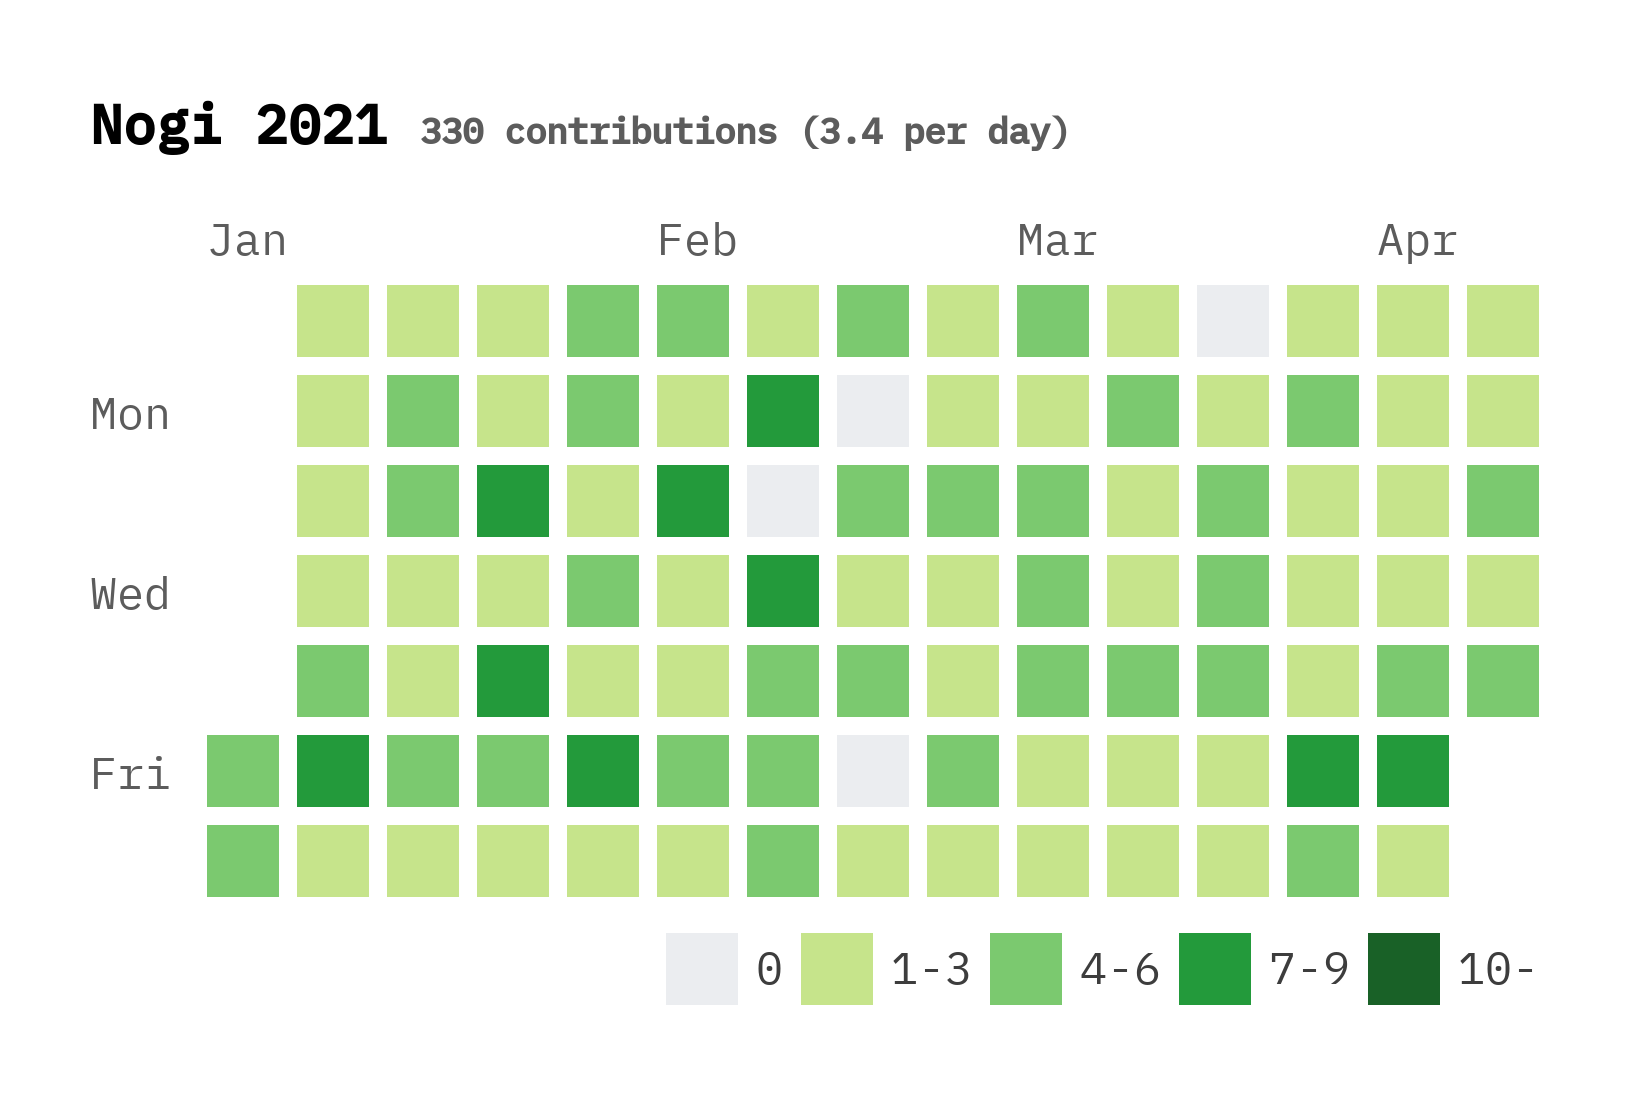 Nogi 2021 330 contributions (3.4 per day)
Jan Feb Mar Apr
Mon
Wed
Fri
0 1-3 4-6 7-9 10-